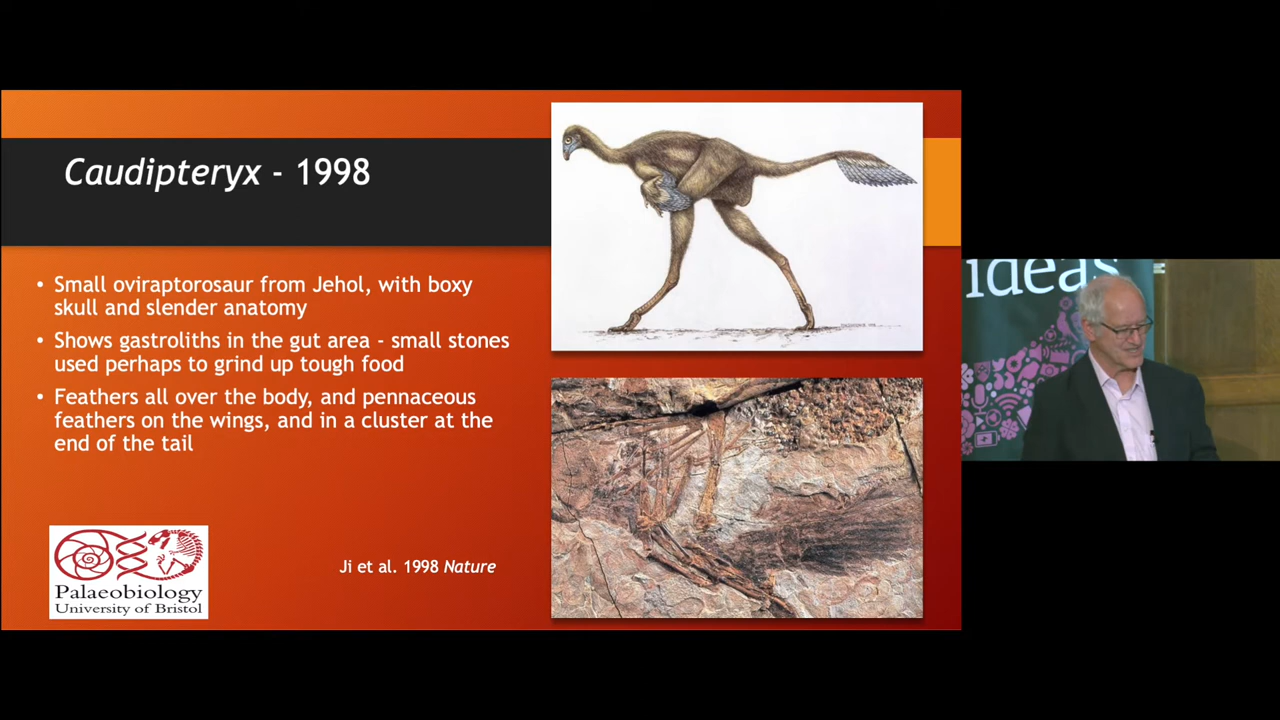 Caudipteryx - 1998
• Small oviraptorosaur from Jehol, with boxy
skull and slender anatomy
• Shows gastroliths in the gut area - small stones
used perhaps to grind up tough food
• Feathers all over the body, and pennaceous
feathers on the wings, and in a cluster at the
end of the tail
Ji et al. 1998 Nature
Palaeobiology
University of Bristol
ideas